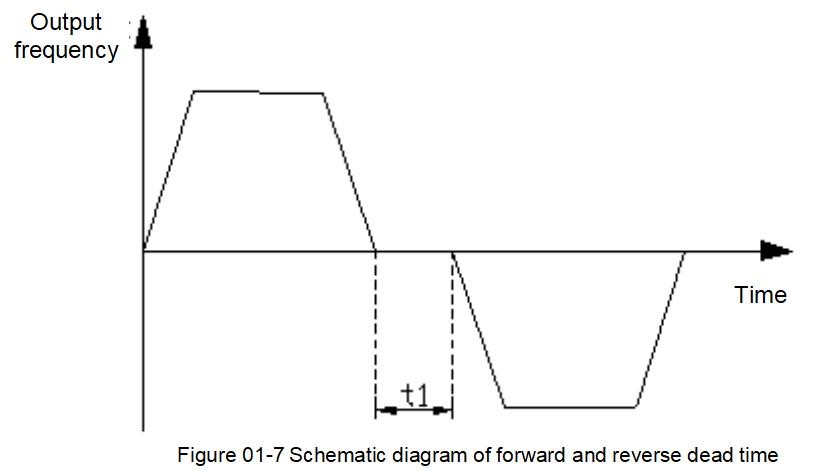 Output
frequency
Time
t1
Figure 01-7 Schematic diagram of forward and reverse dead time